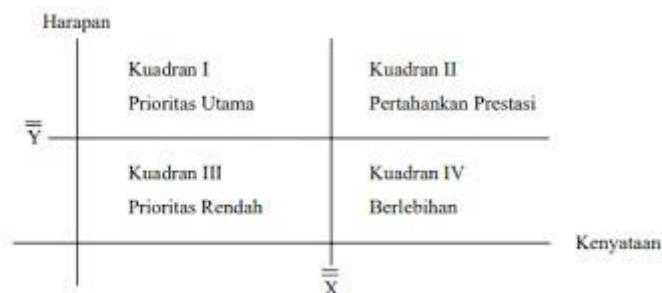 Harapan
Kuadran I
Prioritas Utama
Kuadran II
Pertahankan Prestasi
Y̿
Kuadran III
Prioritas Rendah
Kuadran IV
Berlebihan
Kenyataan
X̿